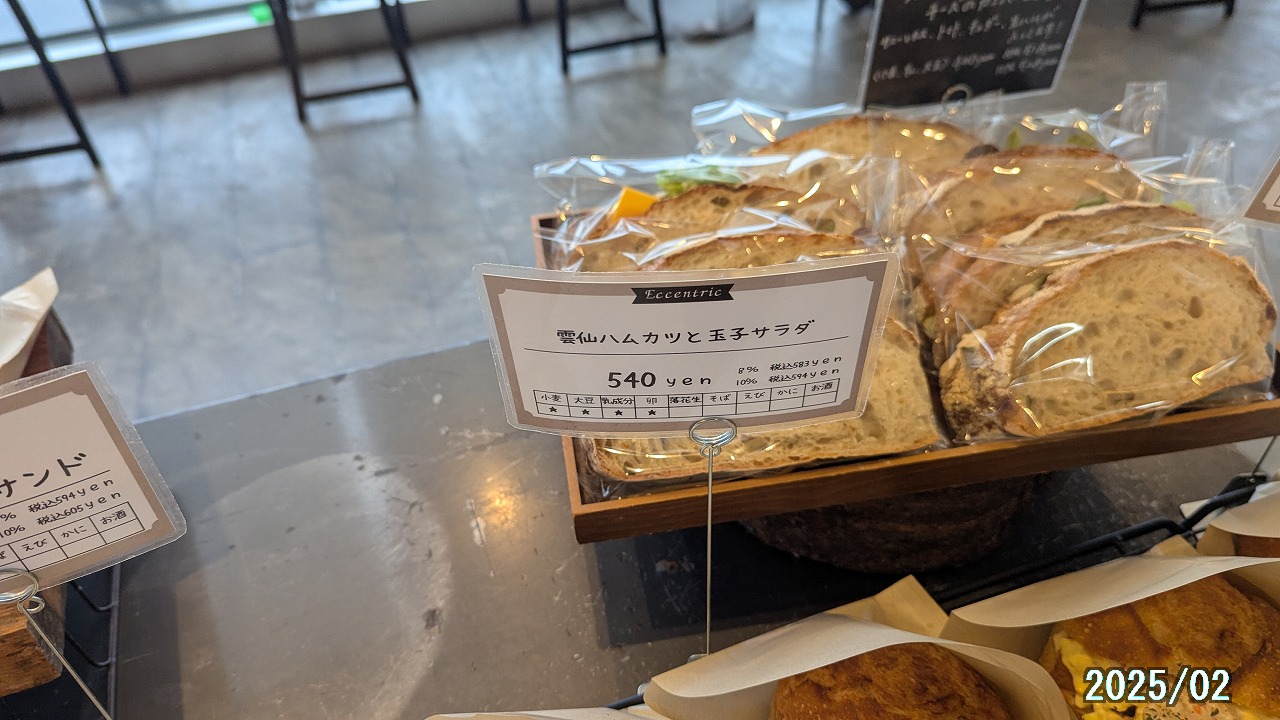 Eccentric
雲仙ハムカツと玉子サラダ
540 yen
8% 税込583yen
10% 税込594yen
小麦 大豆 乳成分 卵 落花生 そば えび かに お酒
★ ★ ★ ★
サンド
% 税込594yen
10% 税込605yen
えび かに お酒
2025/02